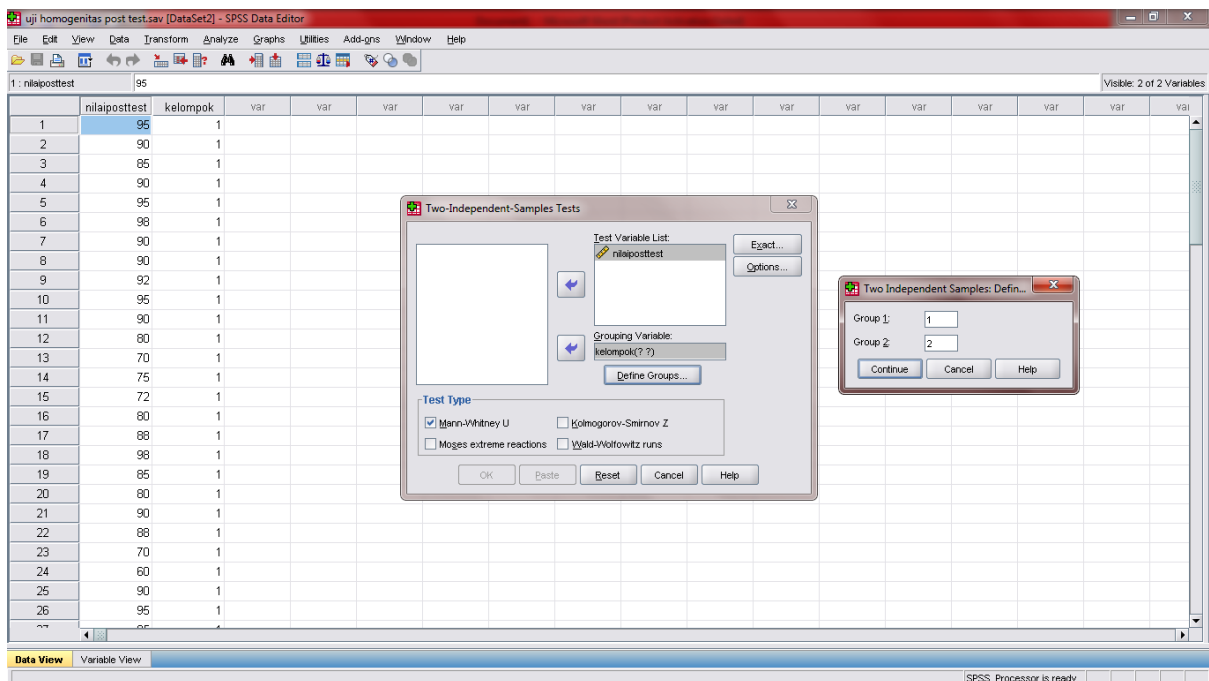 uji homogenitas post test.sav [DataSet2] - SPSS Data Editor
File Edit View Data Transform Analyze Graphs Utilities Add-ons Window Help
1 : nilaiposttest 95 Visible: 2 of 2 Variables
nilaiposttest kelompok var var var var var var var var var var var var var var var
1 95 1
2 90 1
3 85 1
4 90 1
5 95 1
6 98 1
7 90 1
8 90 1
9 92 1
10 95 1
11 90 1
12 80 1
13 70 1
14 75 1
15 72 1
16 80 1
17 88 1
18 98 1
19 85 1
20 80 1
21 90 1
22 88 1
23 70 1
24 60 1
25 90 1
26 95 1
Two-Independent-Samples Tests
Test Variable List:
nilaiposttest
Exact...
Options...
Grouping Variable:
kelompok(? ?)
Define Groups...
Test Type
Mann-Whitney U Kolmogorov-Smirnov Z
Moses extreme reactions Wald-Wolfowitz runs
OK Paste Reset Cancel Help
Two Independent Samples: Defin...
Group 1: 1
Group 2: 2
Continue Cancel Help
Data View Variable View
SPSS Processor is ready